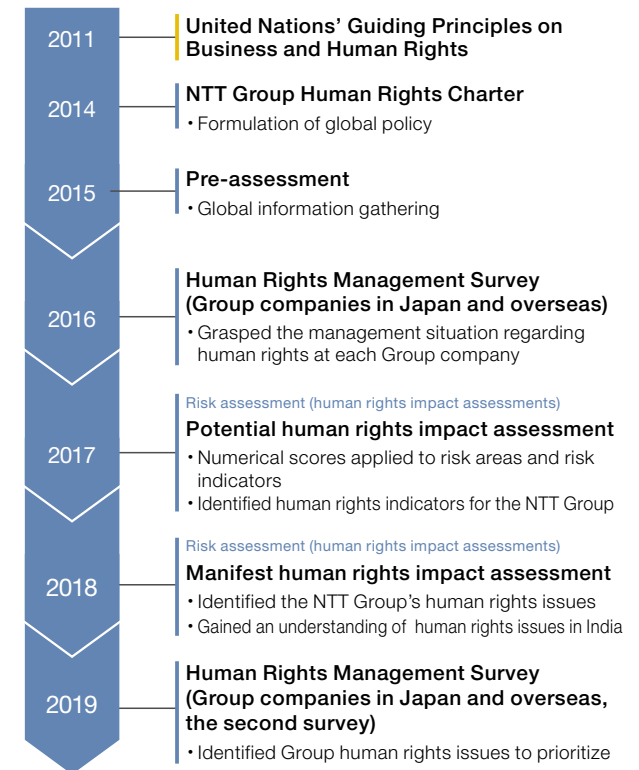 2011
United Nations’ Guiding Principles on
Business and Human Rights
2014
NTT Group Human Rights Charter
・Formulation of global policy
2015
Pre-assessment
・Global information gathering
2016
Human Rights Management Survey
(Group companies in Japan and overseas)
・Grasped the management situation regarding
human rights at each Group company
2017
Risk assessment (human rights impact assessments)
Potential human rights impact assessment
・Numerical scores applied to risk areas and risk
indicators
・Identified human rights indicators for the NTT Group
2018
Risk assessment (human rights impact assessments)
Manifest human rights impact assessment
・Identified the NTT Group’s human rights issues
・Gained an understanding of human rights issues in India
2019
Human Rights Management Survey
(Group companies in Japan and overseas,
the second survey)
・Identified Group human rights issues to prioritize